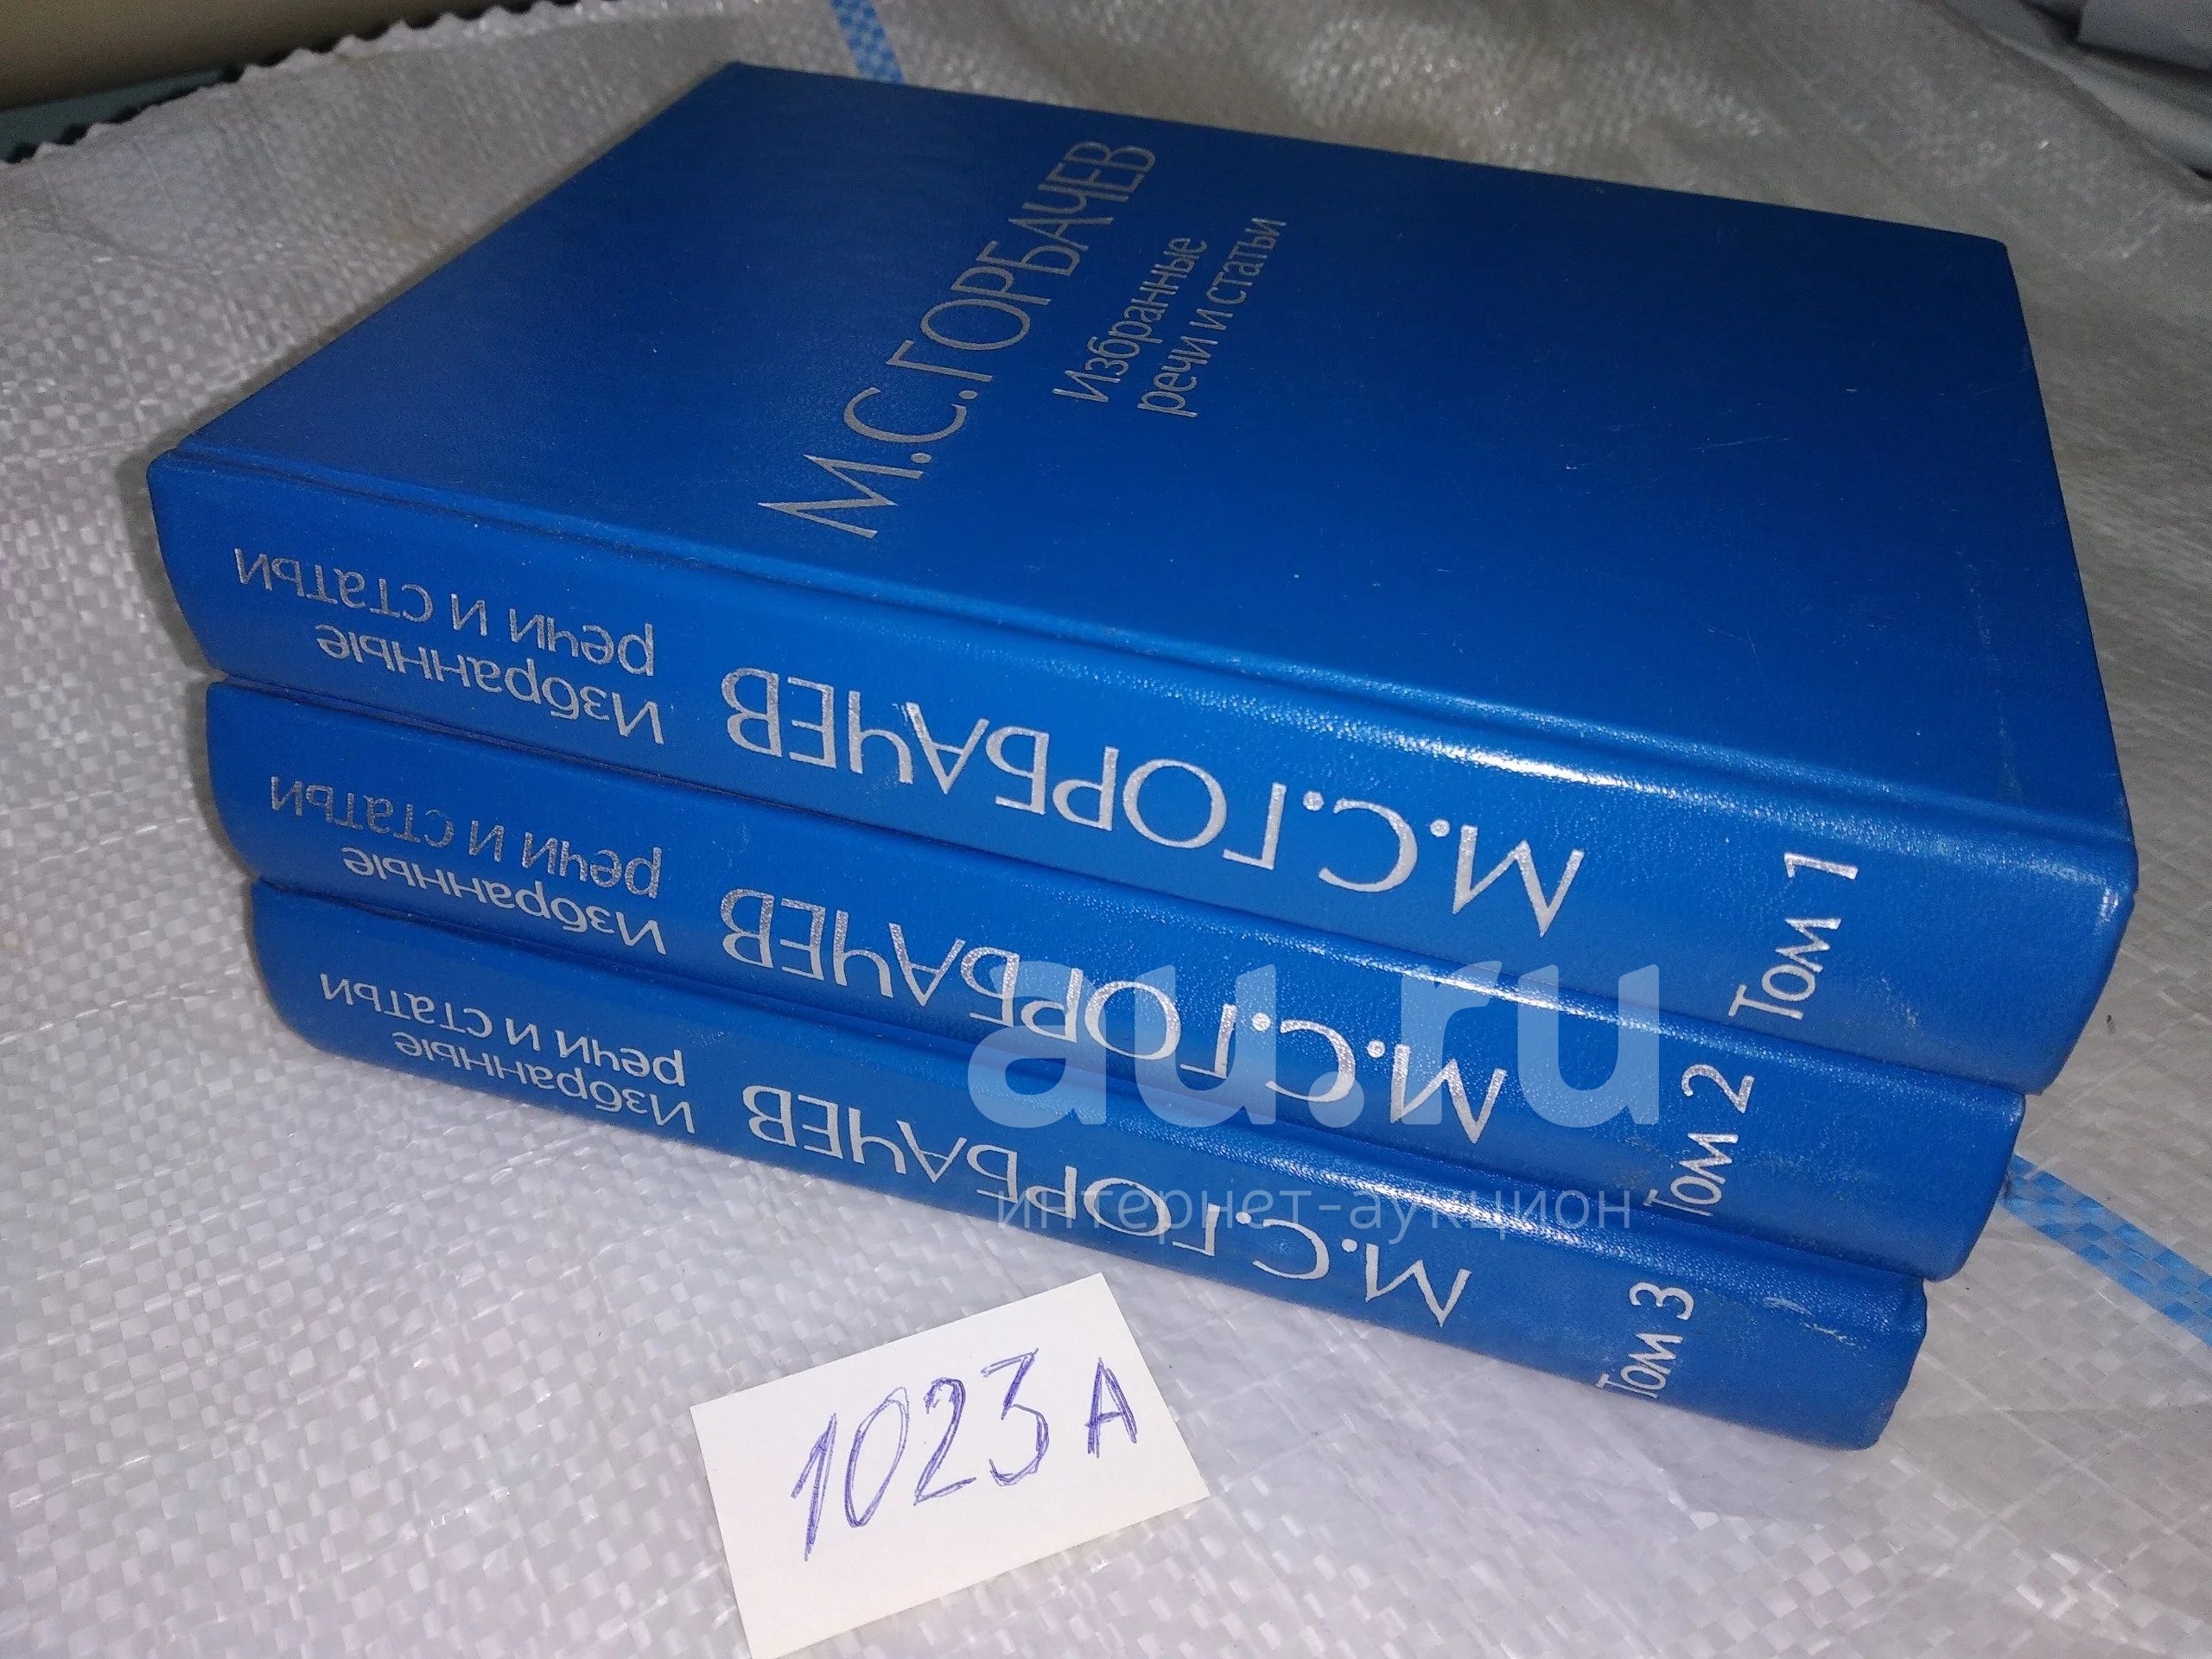 М.С.ГОРБАЧЕВ
Избранные
речи и статьи
Избранные
речи и статьи
М.С.ГОРБАЧЕВ
Том 1
Избранные
речи и статьи
М.С.ГОРБАЧЕВ
Том 2
Избранные
речи и статьи
М.С.ГОРБАЧЕВ
Том 3
au.ru
интернет-аукцион
1023 А